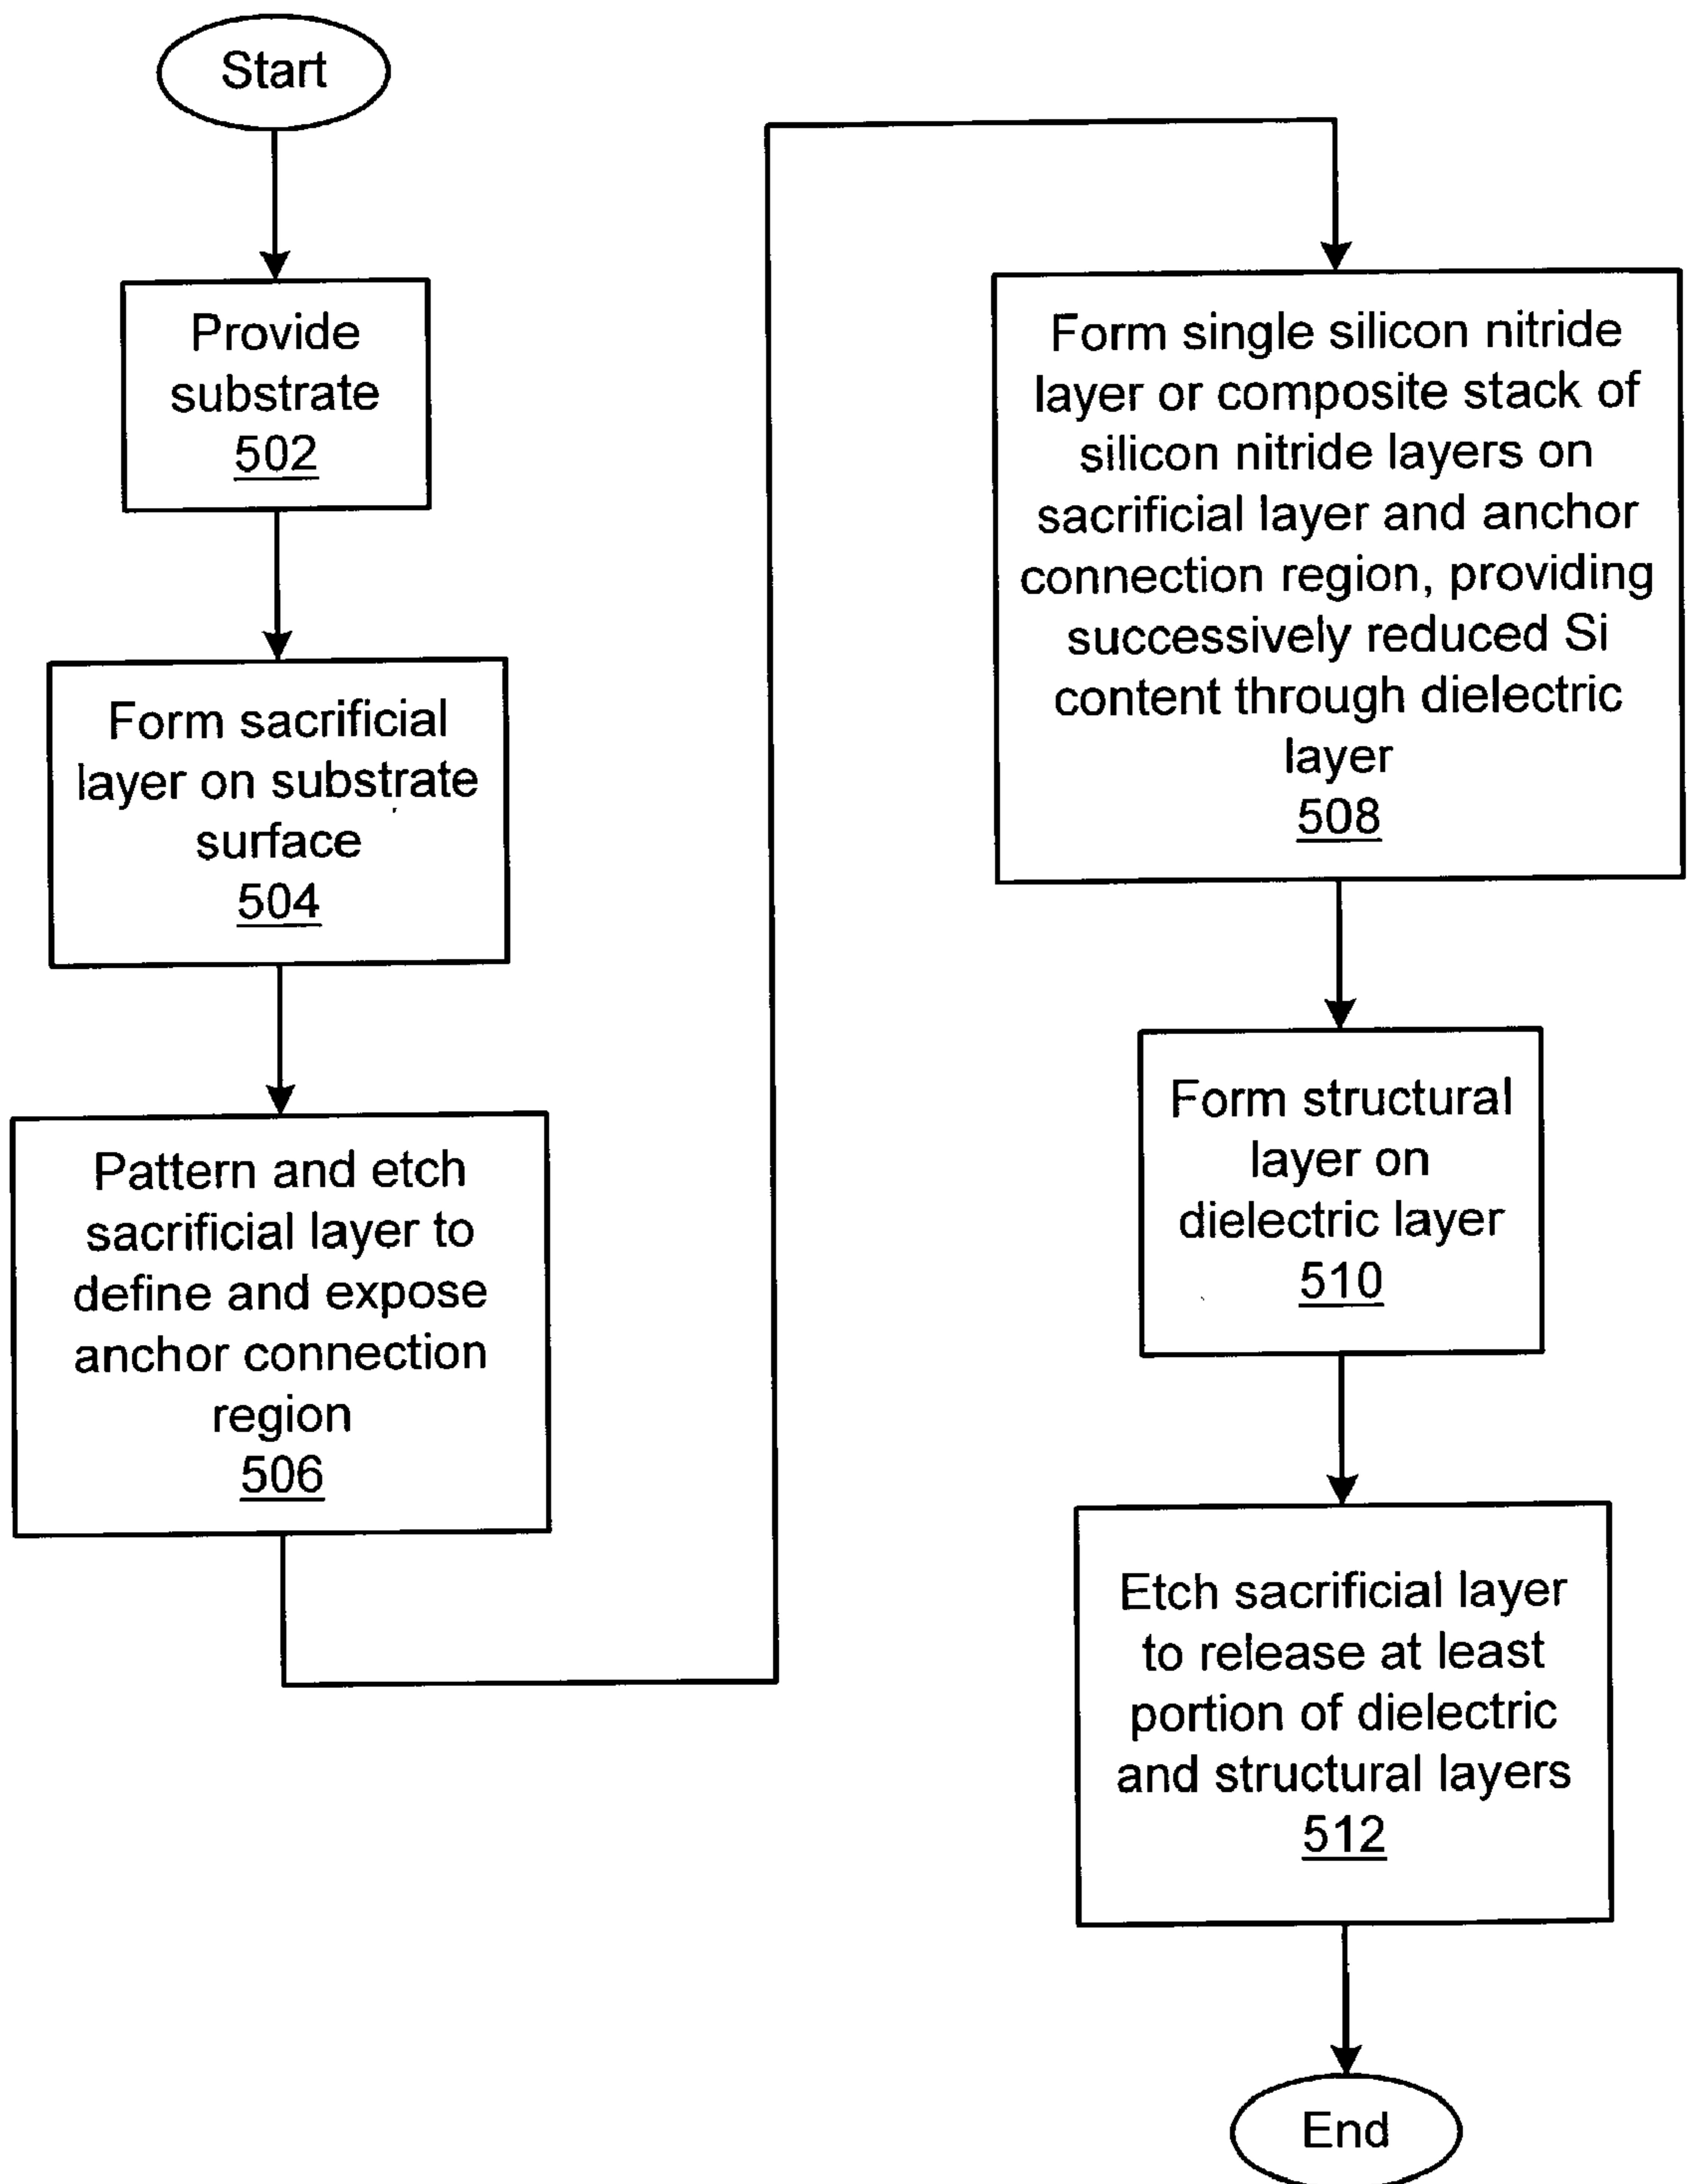 Start
Provide
substrate
502
Form sacrificial
layer on substrate
surface
504
Pattern and etch
sacrificial layer to
define and expose
anchor connection
region
506
Form single silicon nitride
layer or composite stack of
silicon nitride layers on
sacrificial layer and anchor
connection region, providing
successively reduced Si
content through dielectric
layer
508
Form structural
layer on
dielectric layer
510
Etch sacrificial layer
to release at least
portion of dielectric
and structural layers
512
End